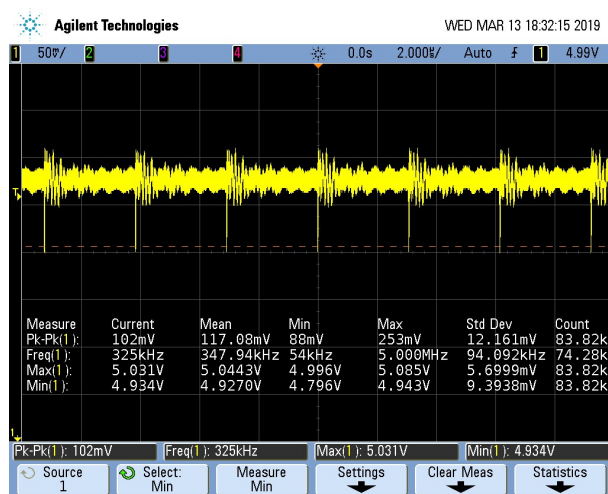 Agilent Technologies WED MAR 13 18:32:15 2019
1 50♉/ 2 3 4 0.0s 2.000㎲/ Auto 1 4.99V
T
Measure Current Mean Min Max Std Dev Count
Pk-Pk(1): 102mV 117.08mV 88mV 253mV 12.161mV 83.82k
Freq(1): 325kHz 347.94kHz 54kHz 5.000MHz 94.092kHz 74.28k
Max(1): 5.031V 5.0443V 4.996V 5.085V 5.6999mV 83.82k
Min(1): 4.934V 4.9270V 4.796V 4.943V 9.3938mV 83.82k
1
Pk-Pk(1): 102mV Freq(1): 325kHz Max(1): 5.031V Min(1): 4.934V
Source Select: Measure Settings Clear Meas Statistics
1 Min Min